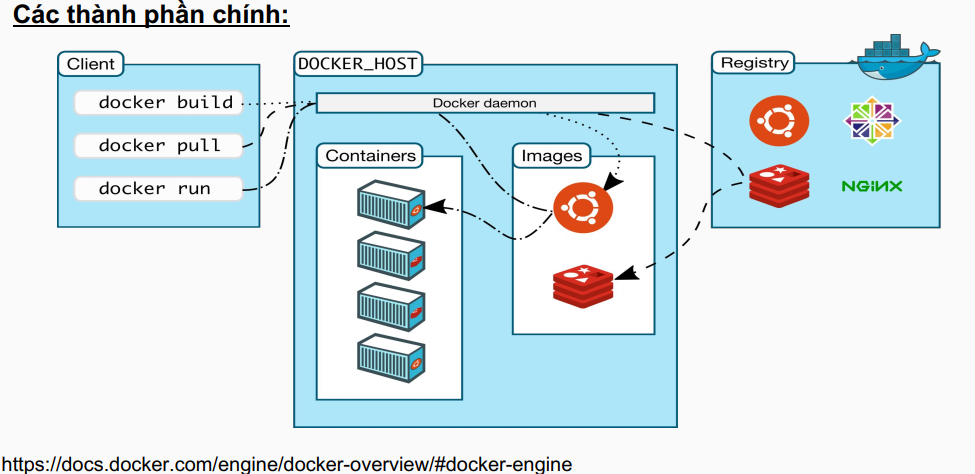 Các thành phần chính:
Client
docker build
docker pull
docker run
DOCKER_HOST
Docker daemon
Containers
Images
Registry
NGINX
https://docs.docker.com/engine/docker-overview/#docker-engine